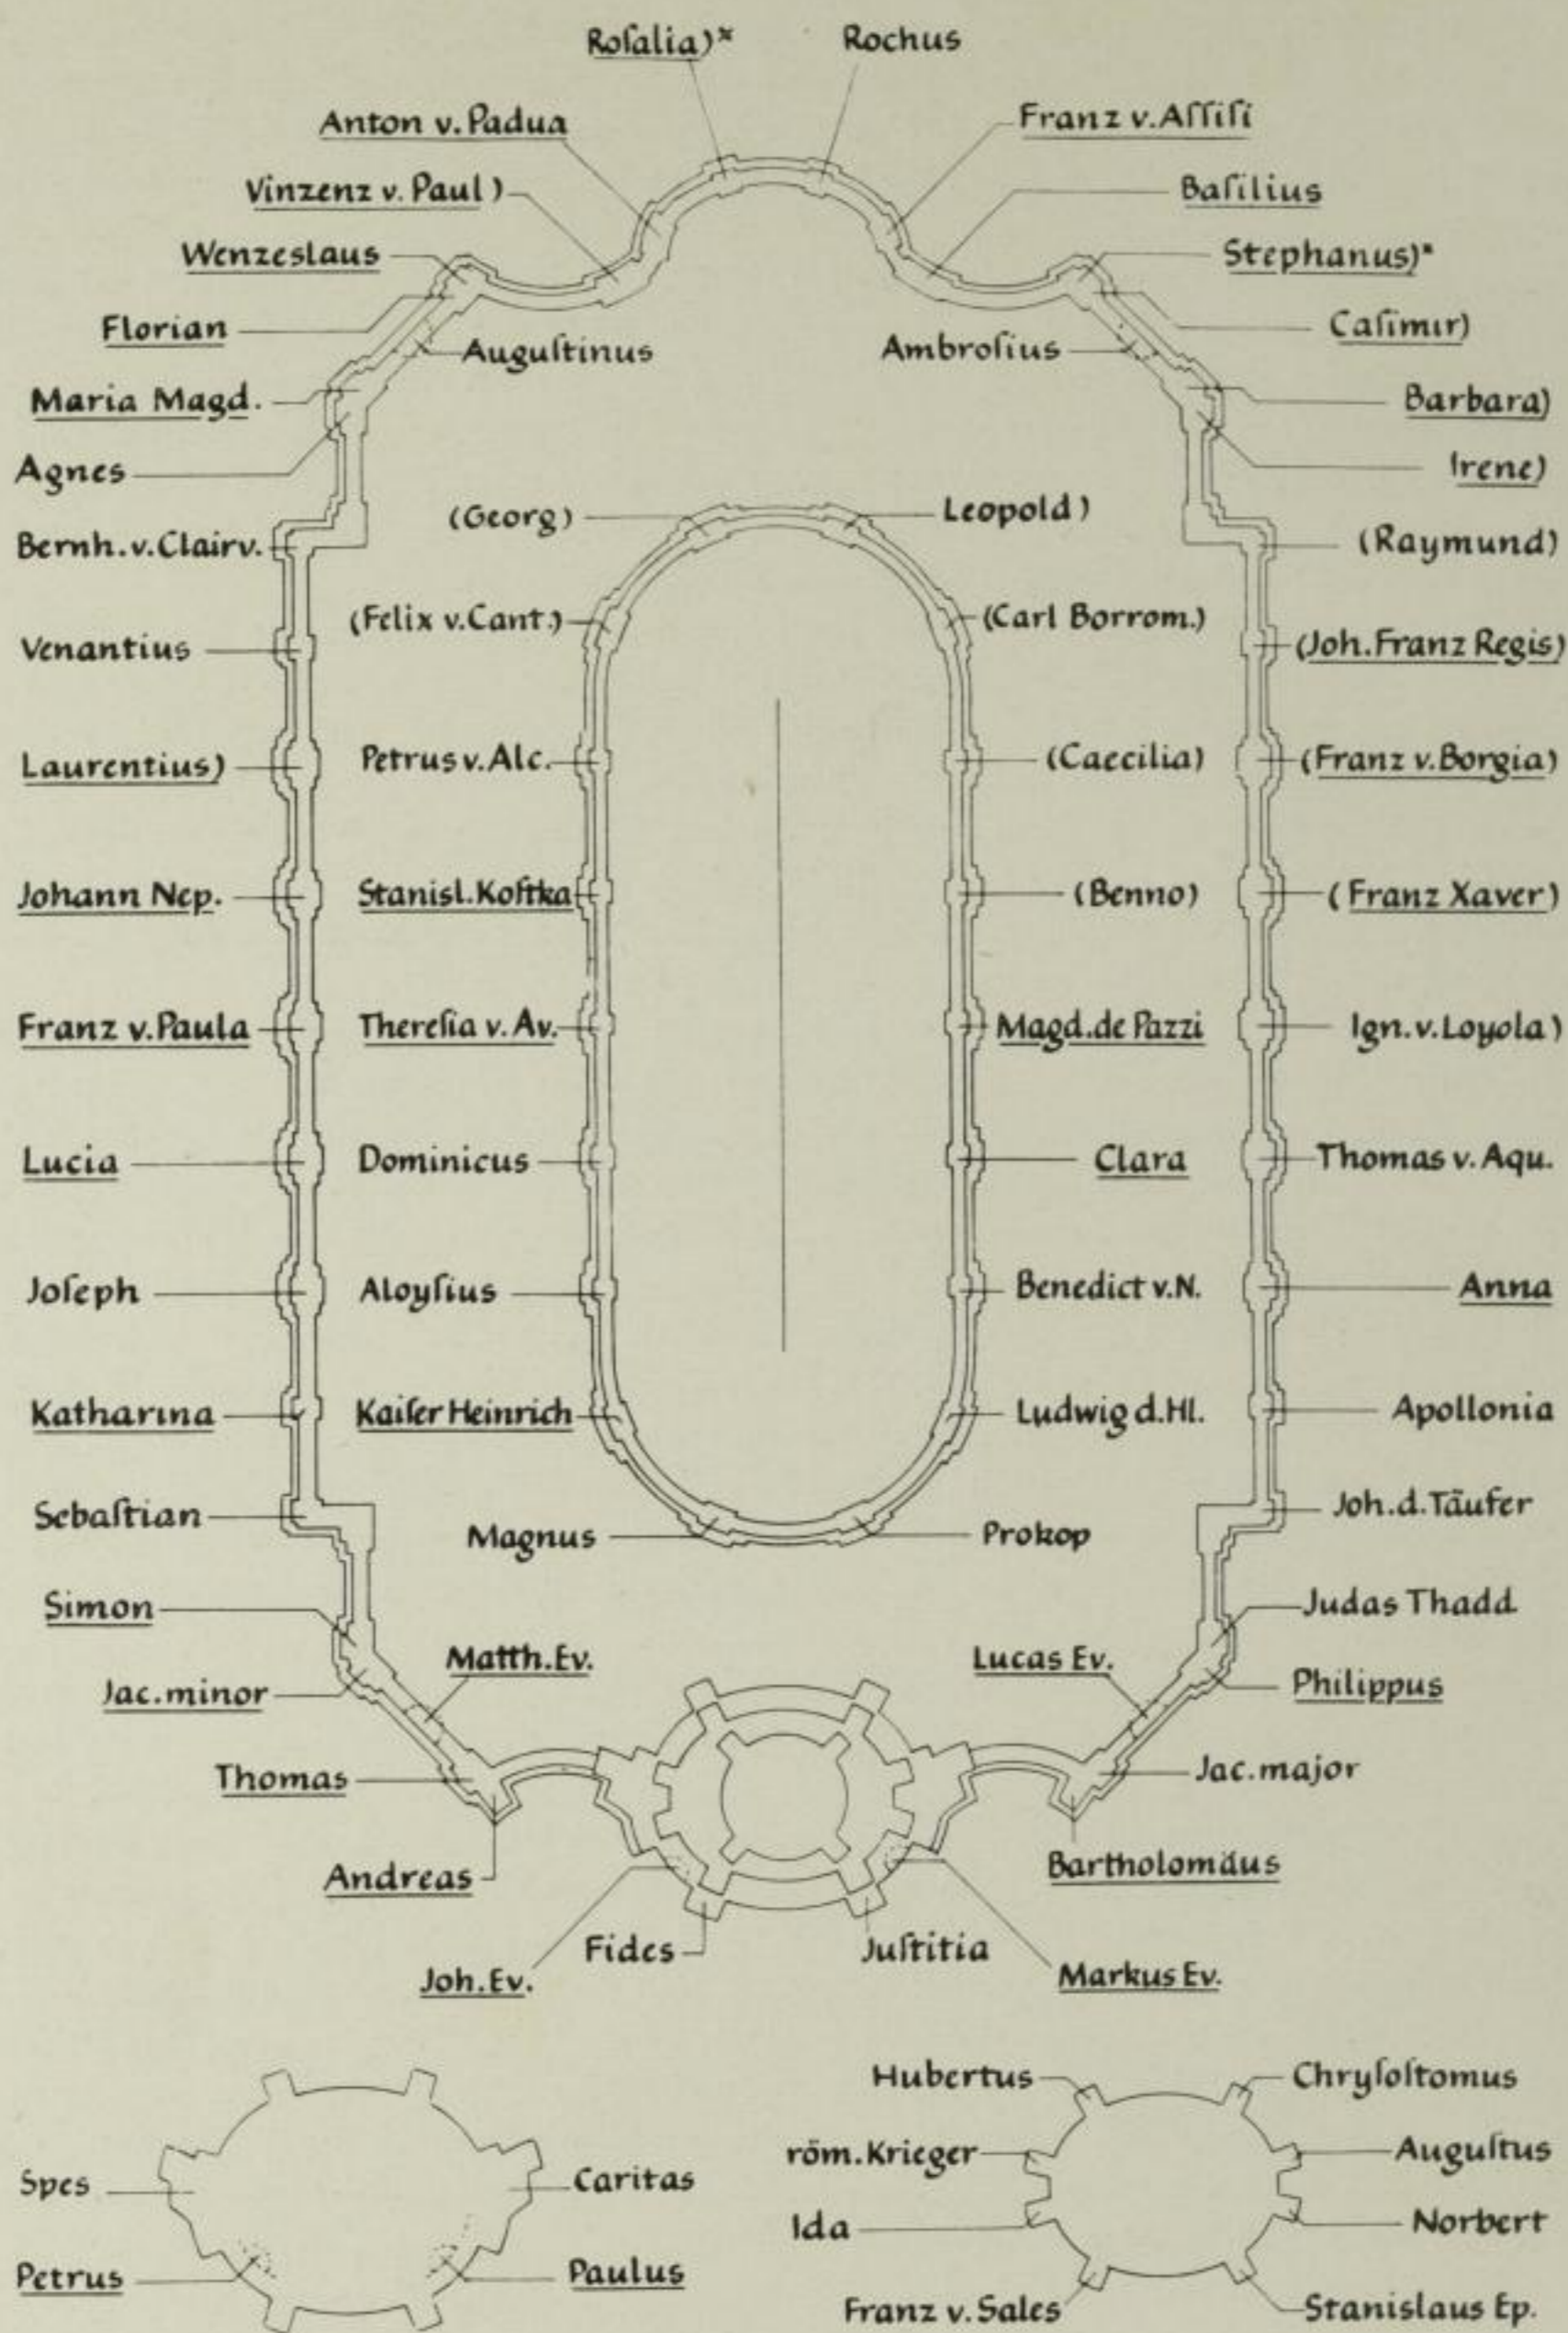 Roſalia)*
Rochus
Anton v. Padua
Franz v. Aſſiſi
Vinzenz v. Paul )
Baſilius
Wenzeslaus
Stephanus)*
Florian
Caſimir)
Auguſtinus
Ambroſius
Maria Magd.
Barbara)
Agnes
Irene)
(Georg)
Leopold )
Bernh. v. Clairv.
(Raymund)
(Felix v. Cant.)
(Carl Borrom.)
Venantius
(Joh. Franz Regis)
Laurentius)
Petrus v. Alc.
(Caecilia)
(Franz v. Borgia)
Johann Nep.
Stanisl. Koſtka
(Benno)
( Franz Xaver)
Franz v. Paula
Thereſia v. Av.
Magd. de Pazzi
Ign. v. Loyola )
Lucia
Dominicus
Clara
Thomas v. Aqu.
Joſeph
Aloyſius
Benedict v. N.
Anna
Katharina
Kaiſer Heinrich
Ludwig d. Hl.
Apollonia
Sebaſtian
Magnus
Prokop
Joh. d. Täufer
Simon
Judas Thadd.
Matth. Ev.
Lucas Ev.
Jac. minor
Philippus
Thomas
Jac. major
Andreas
Bartholomäus
Fides
Juſtitia
Joh. Ev.
Markus Ev.
Hubertus
Chryſoſtomus
röm. Krieger
Auguſtus
Spes
Caritas
Ida
Norbert
Petrus
Paulus
Franz v. Sales
Stanislaus Ep.